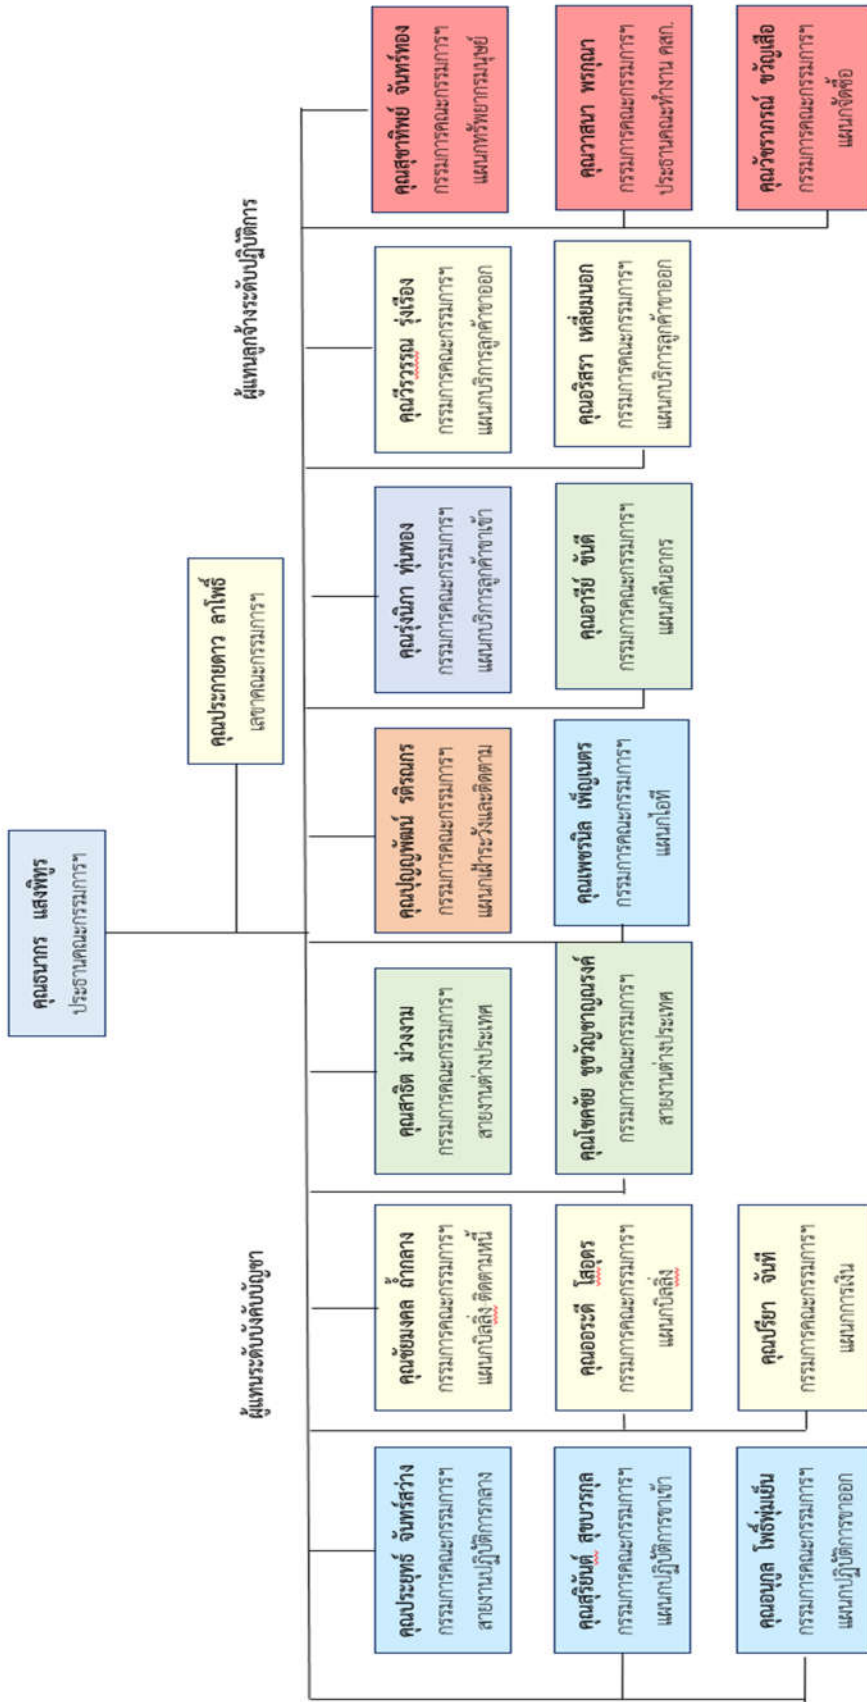 คุณธนากร แสงพิทูร
ประธานคณะกรรมการฯ
คุณประกายดาว ลาโพธิ์
เลขาคณะกรรมการฯ
ผู้แทนระดับบังคับบัญชา
ผู้แทนลูกจ้างระดับปฏิบัติการ
คุณประยุทธ์ จันทร์สว่าง
กรรมการคณะกรรมการฯ
สายงานปฏิบัติการกลาง
คุณชัยมงคล ถ้ำกลาง
กรรมการคณะกรรมการฯ
แผนกบิลลิ่ง-ติดตามหนี้
คุณสาธิต ม่วงงาม
กรรมการคณะกรรมการฯ
สายงานต่างประเทศ
คุณปุญญพัฒน์ รติรณกร
กรรมการคณะกรรมการฯ
แผนกเฝ้าระวังและติดตาม
คุณรุ่งนิภา ทุ่นทอง
กรรมการคณะกรรมการฯ
แผนกบริการลูกค้าขาเข้า
คุณวีรวรรณ รุ่งเรือง
กรรมการคณะกรรมการฯ
แผนกบริการลูกค้าขาออก
คุณสุชาทิพย์ จันทร์ทอง
กรรมการคณะกรรมการฯ
แผนกทรัพยากรมนุษย์
คุณสุริยันต์ สุขบวรกุล
กรรมการคณะกรรมการฯ
แผนกปฏิบัติการขาเข้า
คุณออระดี โสอุดร
กรรมการคณะกรรมการฯ
แผนกบิลลิ่ง
คุณโชคชัย ชูขวัญชาญณรงค์
กรรมการคณะกรรมการฯ
สายงานต่างประเทศ
คุณเพชรนิล เพ็ญเนตร
กรรมการคณะกรรมการฯ
แผนกไอที
คุณอารีย์ ขันดี
กรรมการคณะกรรมการฯ
แผนกคืนอากร
คุณอริสรา เหลี่ยมนอก
กรรมการคณะกรรมการฯ
แผนกบริการลูกค้าขาออก
คุณวาสนา พรกุณา
กรรมการคณะกรรมการฯ
ประธานคณะทำงาน คสก.
คุณอนุกูล โพธิ์พุ่มเย็น
กรรมการคณะกรรมการฯ
แผนกปฏิบัติการขาออก
คุณปรียา จันที
กรรมการคณะกรรมการฯ
แผนกการเงิน
คุณวัชราภรณ์ ขวัญเสือ
กรรมการคณะกรรมการฯ
แผนกจัดซื้อ